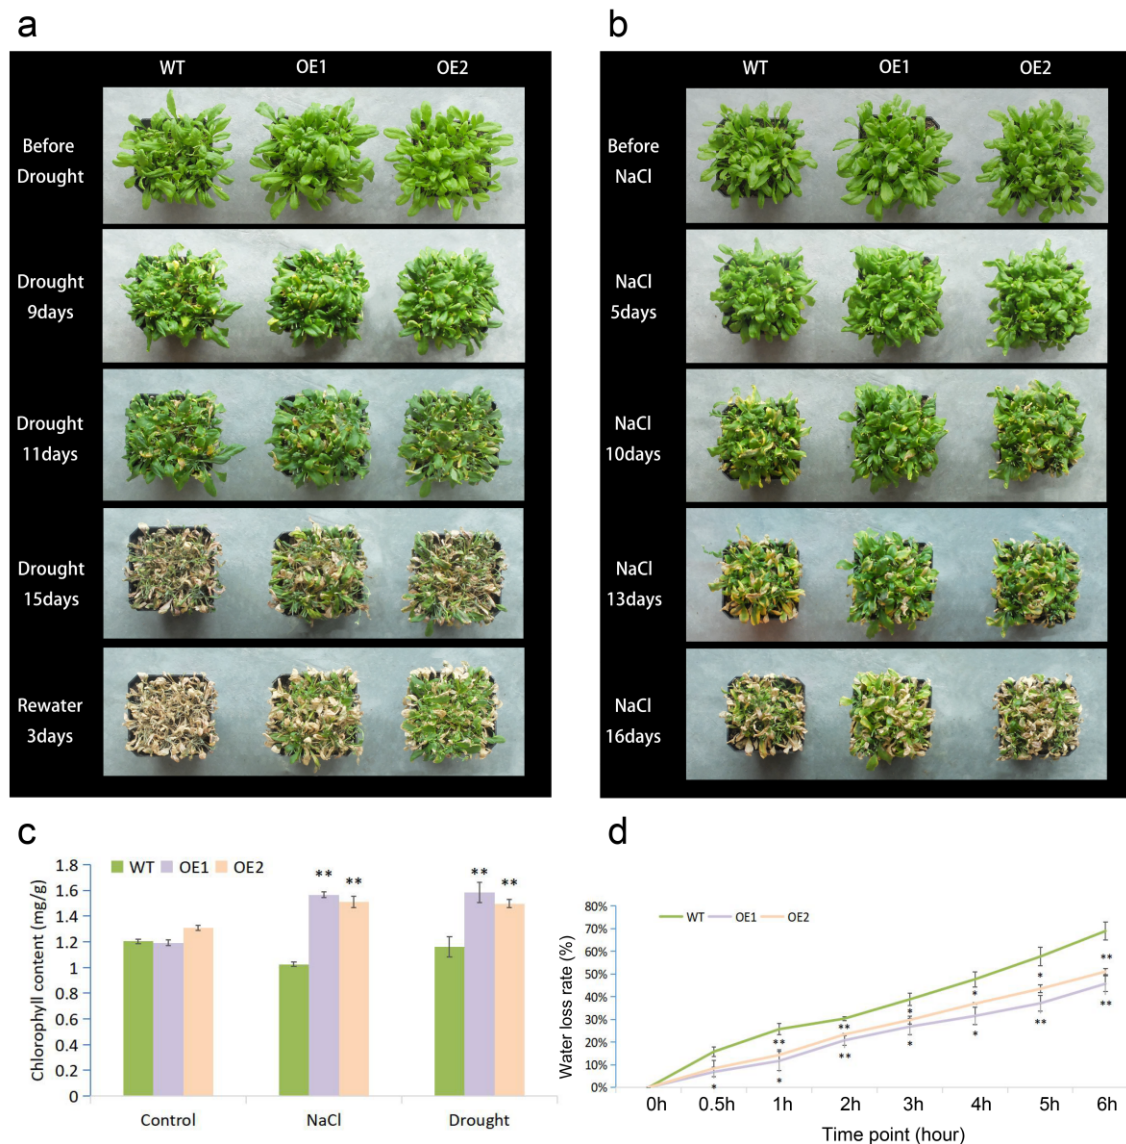 a
WT OE1 OE2
Before
Drought
Drought
9days
Drought
11days
Drought
15days
Rewater
3days
b
WT OE1 OE2
Before
NaCl
NaCl
5days
NaCl
10days
NaCl
13days
NaCl
16days
c
WT OE1 OE2
Chlorophyll content (mg/g)
1.8
1.6
1.4
1.2
1
0.8
0.6
0.4
0.2
0
** ** ** **
Control NaCl Drought
d
WT OE1 OE2
Water loss rate (%)
80%
70%
60%
50%
40%
30%
20%
10%
0%
0h 0.5h 1h 2h 3h 4h 5h 6h
Time point (hour)